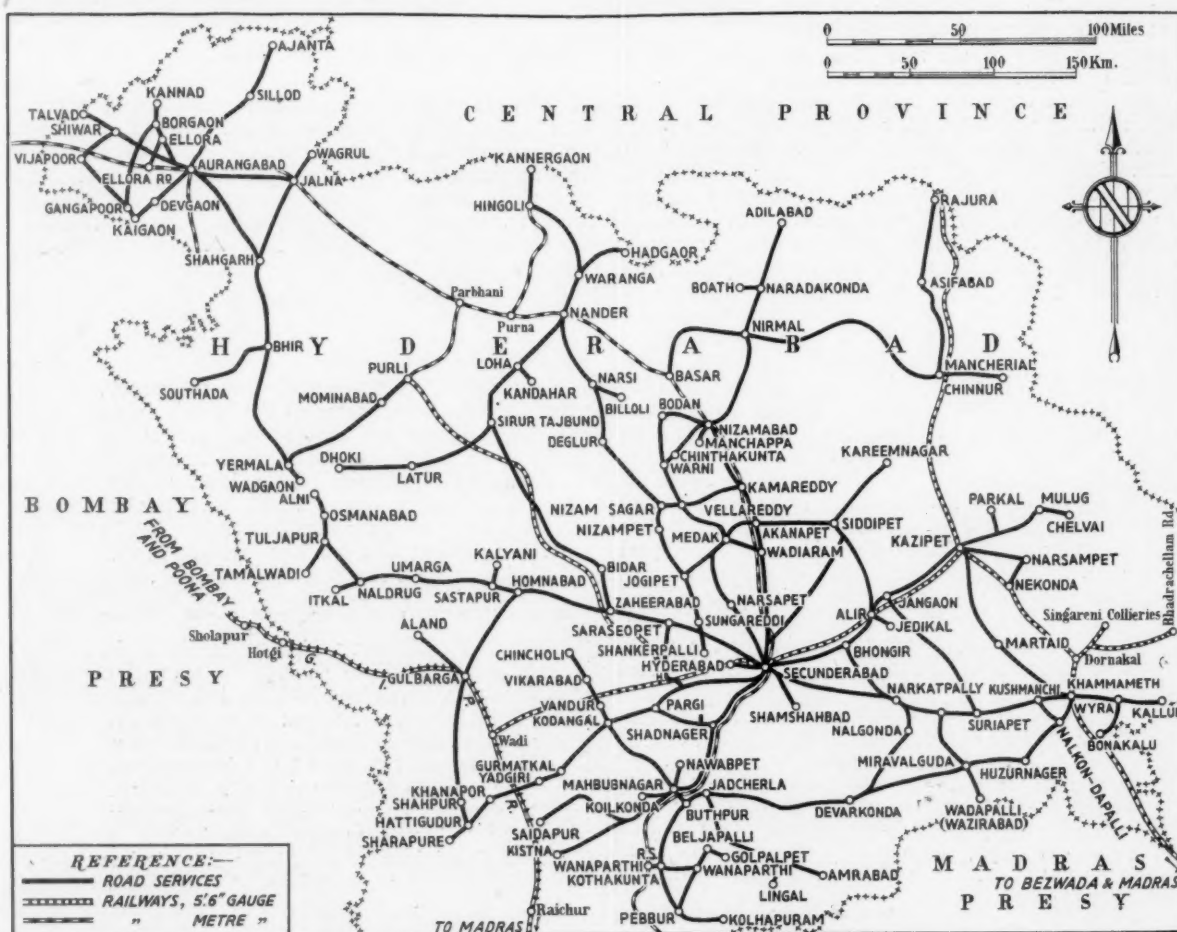 0 50 100 Miles
0 50 100 150 Km.
AJANTA
KANNAD
SILLOD
CENTRAL PROVINCE
TALVAD
BORGAON
SHIWAR
ELLORA
WAGRUL
KANNERGAON
VIJAPOOR
AURANGABAD
ELLORA RD.
JALNA
RAJURA
GANGAPOOR
DEVGAON
HINGOLI
ADILABAD
KAIGAON
HADGAOR
SHAHGARH
WARANGA
BOATH
NARADAKONDA
ASIFABAD
Parbhani
Purna
NANDER
NIRMAL
HYDERABAD
BHIR
LOHA
MANCHERIAL
PURLI
BASAR
CHINNUR
SOUTHADA
KANDAHAR
NARSI
MOMINABAD
BILLOLI
BODAN
SIRUR TAJBUND
NIZAMABAD
DEGLUR
MANCHAPPA
KAREEMNAGAR
CHINTHAKUNTA
YERMALA
DHOKI
WARNI
LATUR
WADGAON
KAMAREDDY
ALNI
PARKAL
MULUG
BOMBAY
NIZAM SAGAR
VELLAREDDY
CHELVAI
OSMANABAD
SIDDIPET
FROM BOMBAY
AND POONA
NIZAMPET
AKANAPET
TULJAPUR
MEDAK
KAZIPET
WADIARAM
KALYANI
NARSAMPET
TAMALWADI
UMARGA
BIDAR
JOGIPET
HOMNABAD
NEKONDA
ITKAL
NALDRUG
SASTAPUR
ZAHEERABAD
NARSAPET
JANGAON
Bhadrachellam Rd.
ALIR
Singareni Collieries
SARASEOPET
SUNGAREDDI
JEDIKAL
Sholapur
ALAND
SHANKERPALLI
BHONGIR
MARTAID
Hotgi
CHINCHOLI
HYDERABAD
SECUNDERABAD
Dornakal
PRESY
G.
GULBARGA
VIKARABAD
NARKATPALLY
KUSHMANCHI
KHAMMAMETH
I.
P.
VANDUR
PARGI
WYRA
KALLUR
KODANGAL
SHAMSHAHBAD
SURIAPET
Wadi
SHADNAGER
NALGONDA
BONAKALU
GURMATKAL
NAWABPET
MIRAVALGUDA
YADGIRI
HUZURNAGER
KHANAPOR
MAHBUBNAGAR
JADCHERLA
NALKON-DAPALLI
SHAHPUR
R.
KOILKONDA
DEVARKONDA
WADAPALLI
(WAZIRABAD)
HATTIGUDUR
BUTHPUR
SHARAPURE
SAIDAPUR
BELJAPALLI
KISTNA
R.S.
GOLPALPET
MADRAS
WANAPARTHI
WANAPARTHI
AMRABAD
TO BEZWADA & MADRAS
KOTHAKUNTA
LINGAL
PRESY
Raichur
PEBBUR
KOLHAPURAM
TO MADRAS
REFERENCE:—
ROAD SERVICES
RAILWAYS, 5'.6" GAUGE
" METRE "